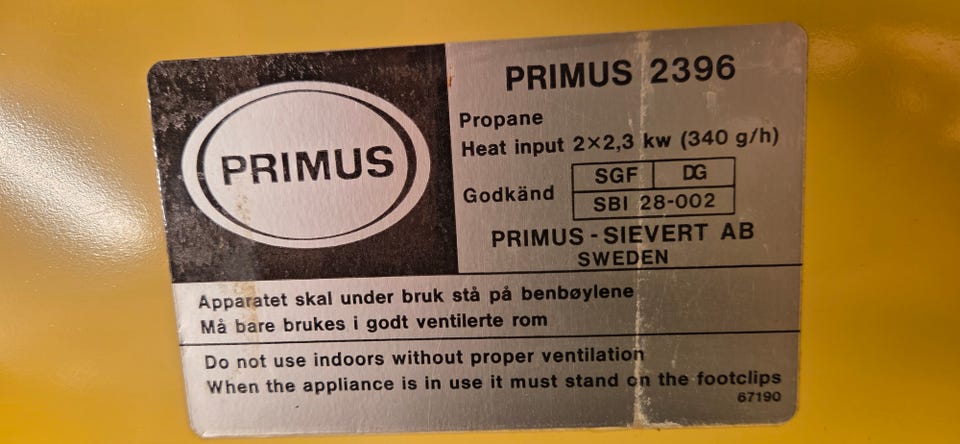 PRIMUS
PRIMUS 2396
Propane
Heat input 2×2,3 kw (340 g/h)
Godkänd
SGF DG
SBI 28-002
PRIMUS - SIEVERT AB
SWEDEN
Apparatet skal under bruk stå på benbøylene
Må bare brukes i godt ventilerte rom
Do not use indoors without proper ventilation
When the appliance is in use it must stand on the footclips
67190